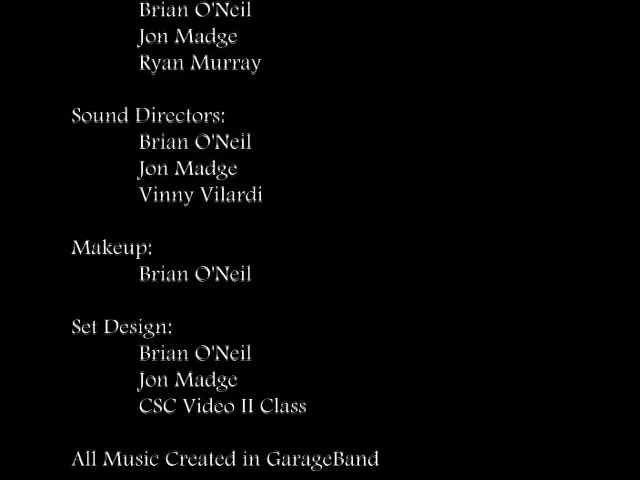 Brian O'Neil
Jon Madge
Ryan Murray
Sound Directors:
Brian O'Neil
Jon Madge
Vinny Vilardi
Makeup:
Brian O'Neil
Set Design:
Brian O'Neil
Jon Madge
CSC Video II Class
All Music Created in GarageBand